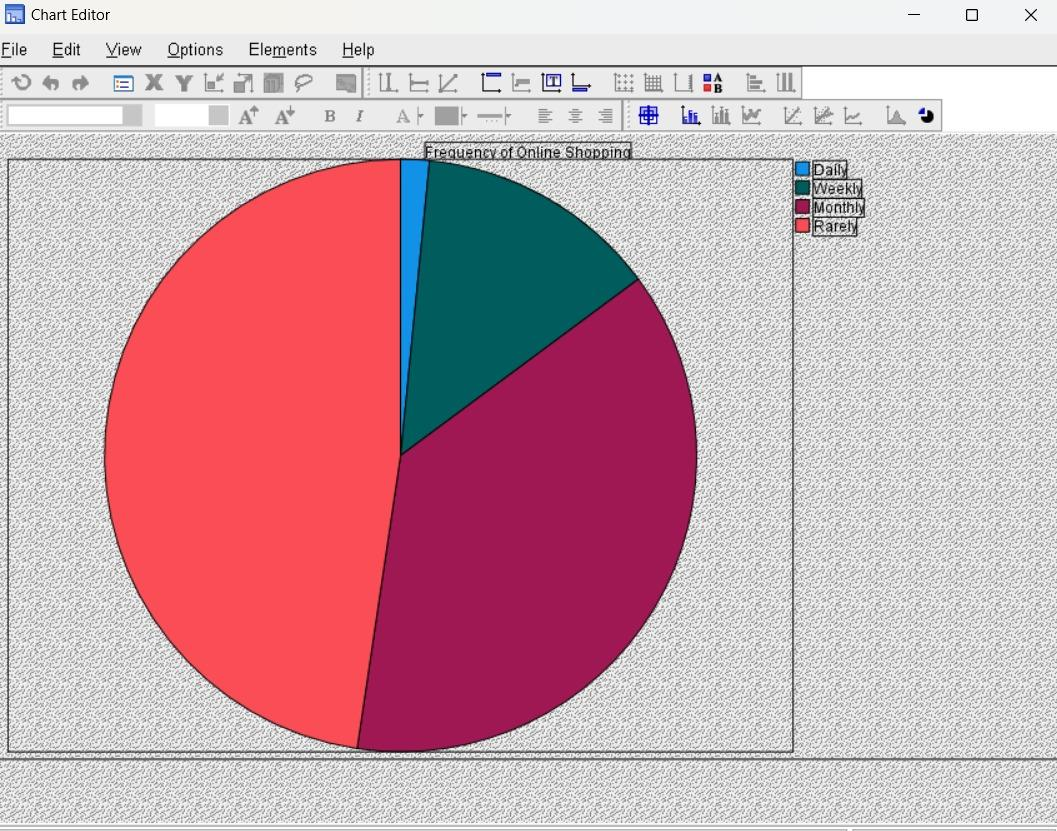 Chart Editor
File Edit View Options Elements Help
X Y T A B
A A B I A
Frequency of Online Shopping
Daily
Weekly
Monthly
Rarely